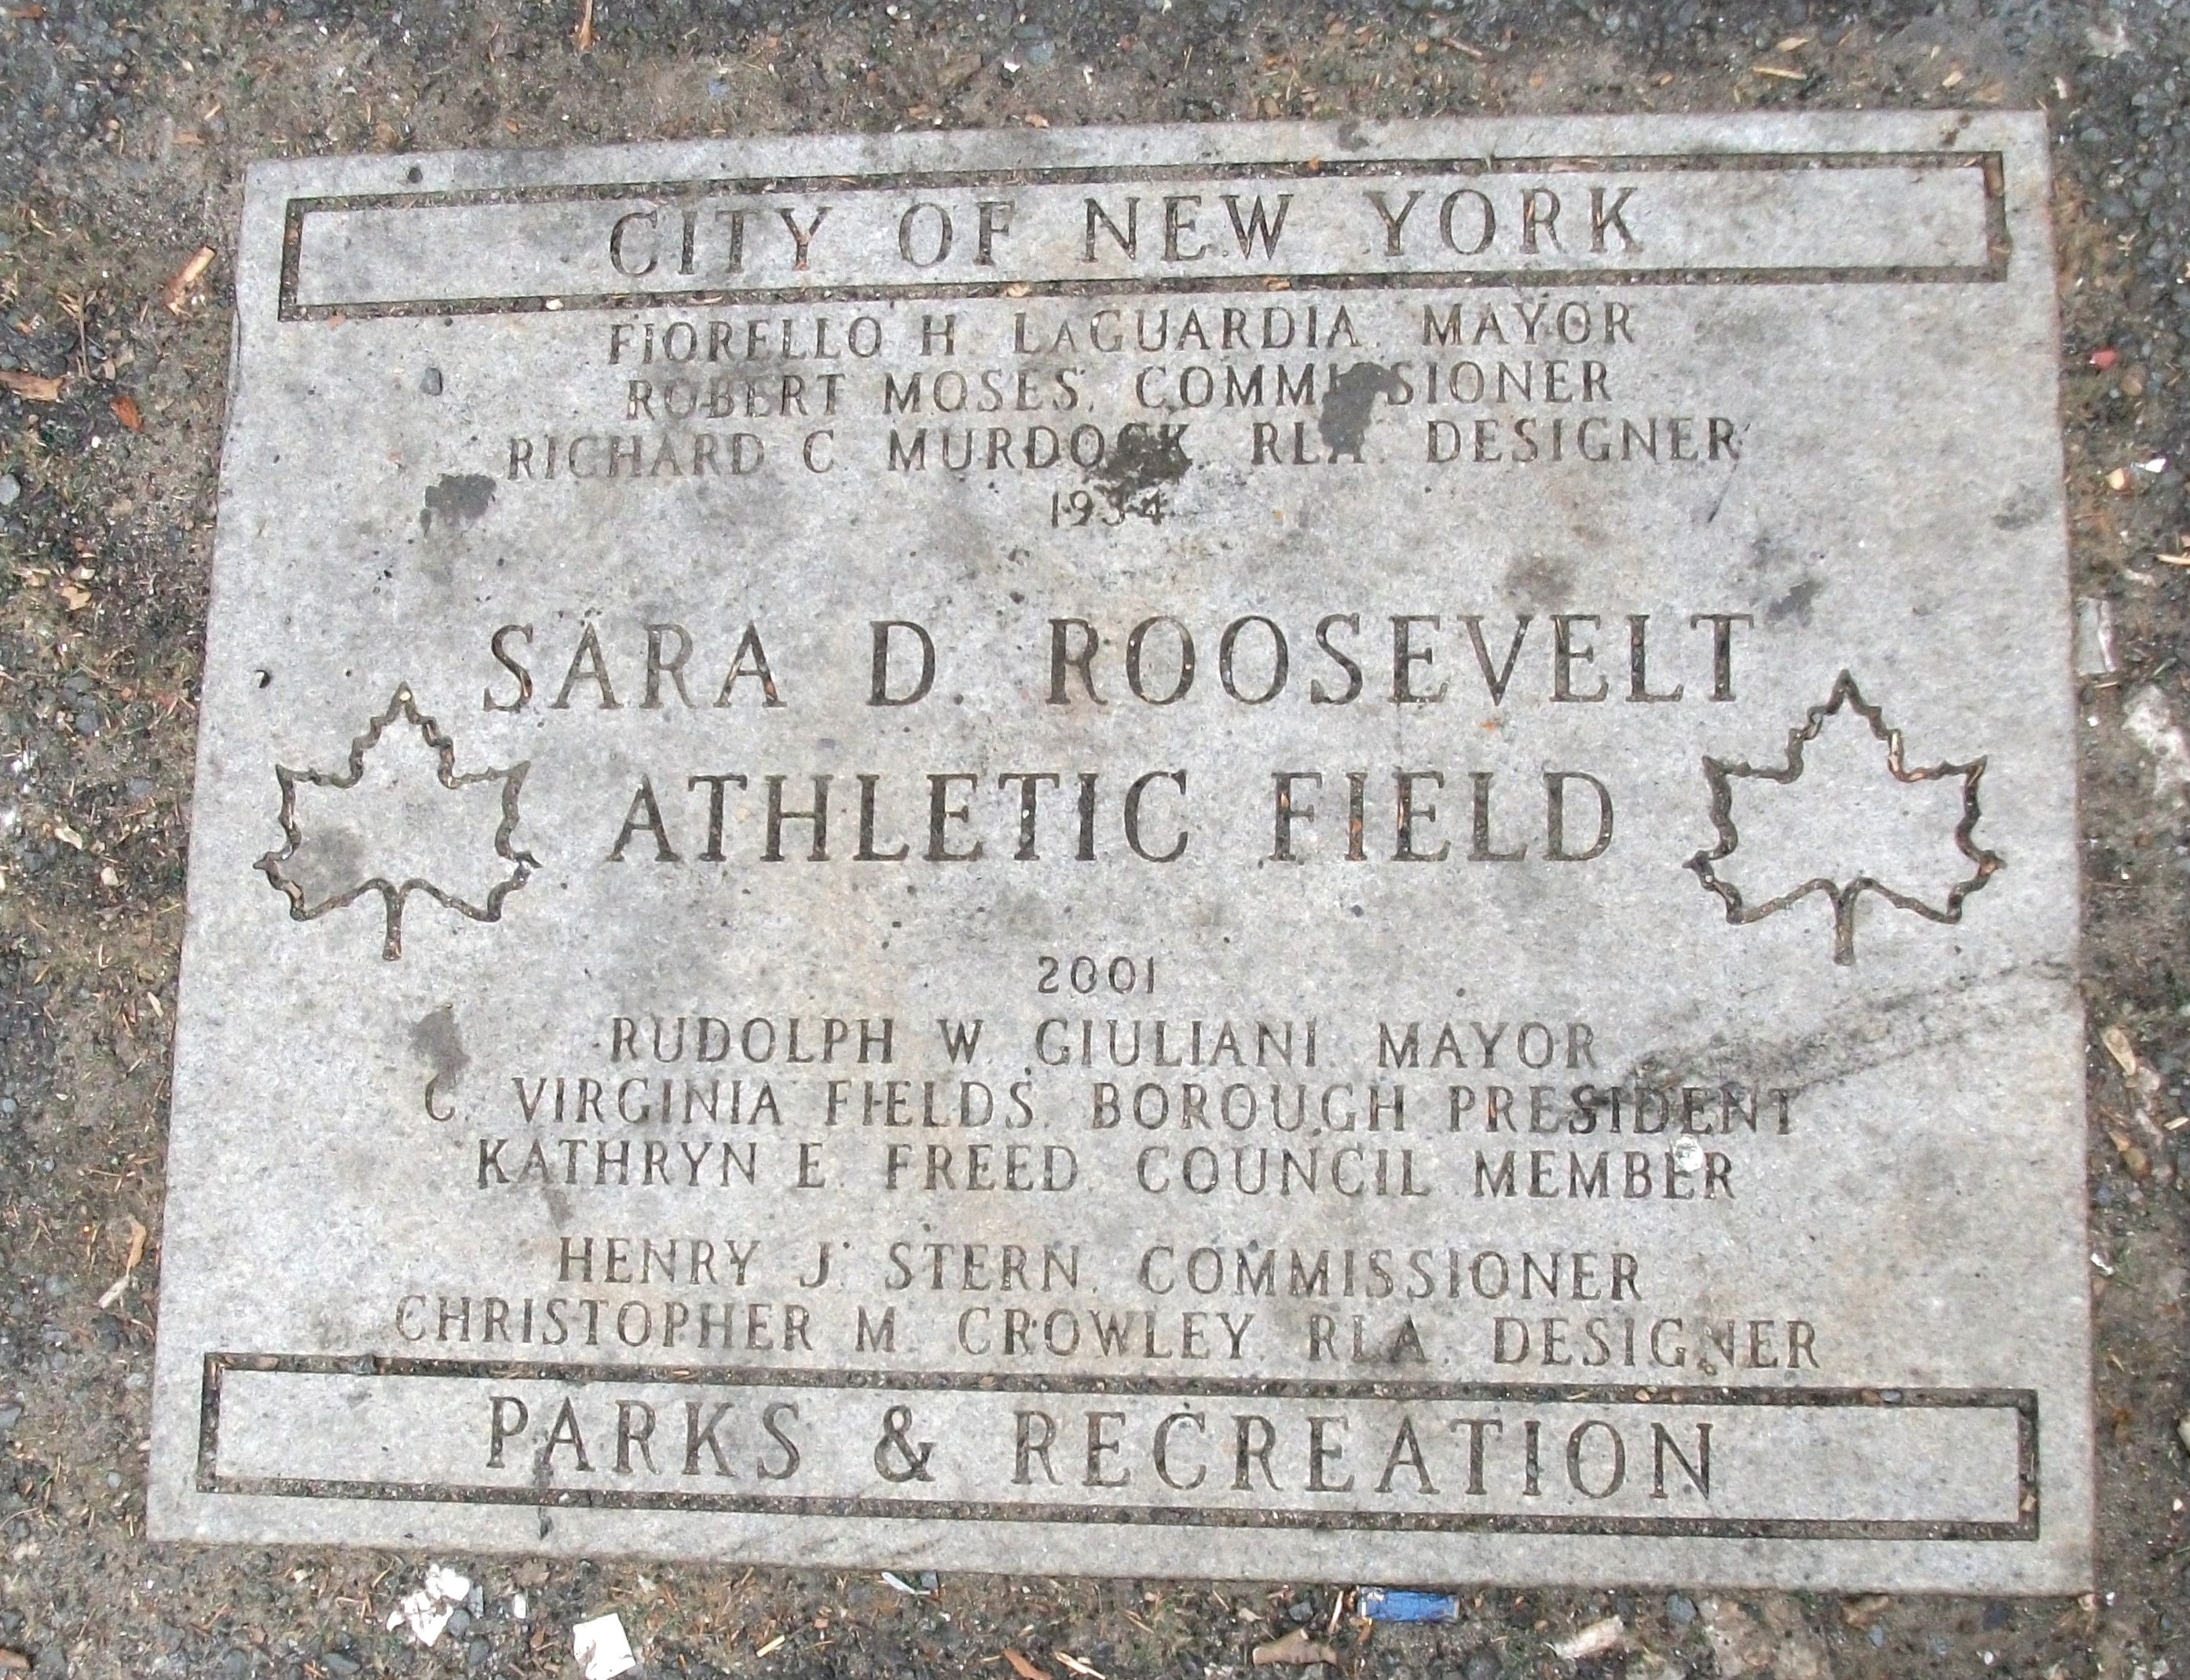 CITY OF NEW YORK
FIORELLO H. LaGUARDIA, MAYOR
ROBERT MOSES, COMMISSIONER
RICHARD C. MURDOCK, RLA, DESIGNER
1934
SARA D. ROOSEVELT
ATHLETIC FIELD
2001
RUDOLPH W. GIULIANI, MAYOR
C. VIRGINIA FIELDS, BOROUGH PRESIDENT
KATHRYN E. FREED, COUNCIL MEMBER
HENRY J. STERN, COMMISSIONER
CHRISTOPHER M. CROWLEY, RLA, DESIGNER
PARKS & RECREATION